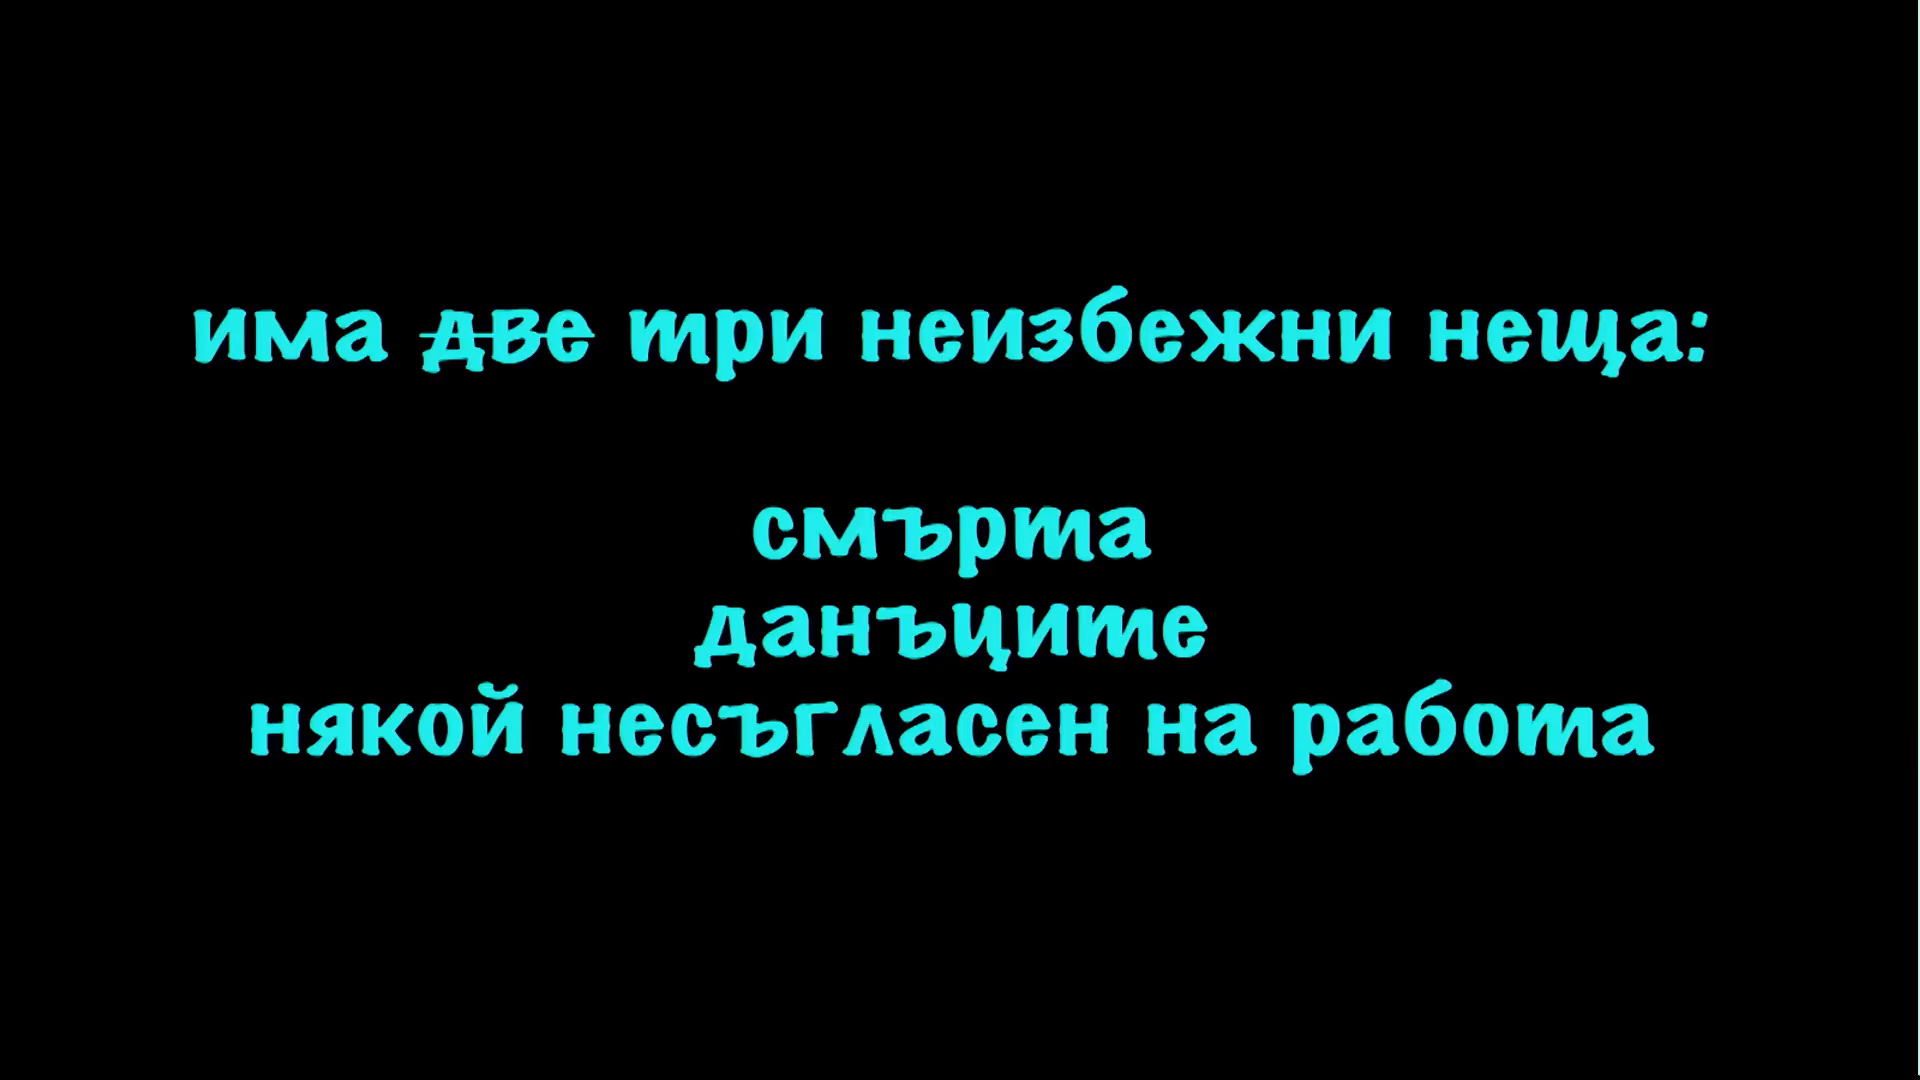 има две три неизбежни неща:
смърта
данъците
някой несъгласен на работа